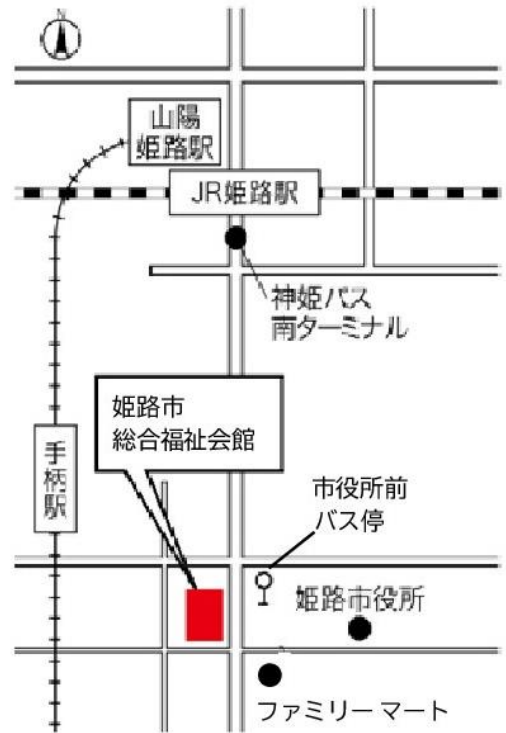 山陽
姫路駅
JR姫路駅
神姫バス
南ターミナル
姫路市
総合福祉会館
手柄駅
市役所前
バス停
姫路市役所
ファミリーマート